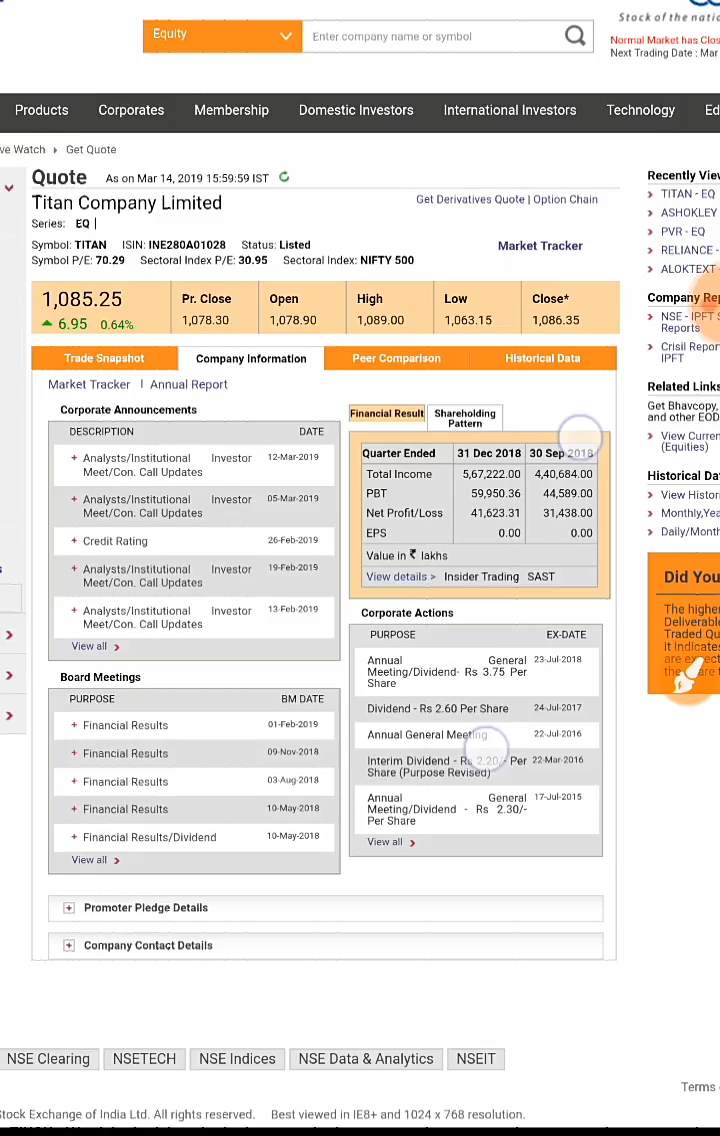 Stock of the nati
Equity
Enter company name or symbol
Normal Market has Clos
Next Trading Date : Mar
Products Corporates Membership Domestic Investors International Investors Technology Ed
ve Watch Get Quote
Quote As on Mar 14, 2019 15:59:59 IST
Titan Company Limited
Get Derivatives Quote | Option Chain
Series: EQ |
Symbol: TITAN ISIN: INE280A01028 Status: Listed
Market Tracker
Symbol P/E: 70.29 Sectoral Index P/E: 30.95 Sectoral Index: NIFTY 500
1,085.25 Pr. Close Open High Low Close*
6.95 0.64% 1,078.30 1,078.90 1,089.00 1,063.15 1,086.35
Trade Snapshot Company Information Peer Comparison Historical Data
Market Tracker | Annual Report
Corporate Announcements
DESCRIPTION DATE
+ Analysts/Institutional Investor 12-Mar-2019
Meet/Con. Call Updates
+ Analysts/Institutional Investor 05-Mar-2019
Meet/Con. Call Updates
+ Credit Rating 26-Feb-2019
+ Analysts/Institutional Investor 19-Feb-2019
Meet/Con. Call Updates
+ Analysts/Institutional Investor 13-Feb-2019
Meet/Con. Call Updates
View all
Board Meetings
PURPOSE BM DATE
+ Financial Results 01-Feb-2019
+ Financial Results 09-Nov-2018
+ Financial Results 03-Aug-2018
+ Financial Results 10-May-2018
+ Financial Results/Dividend 10-May-2018
View all
Financial Result Shareholding
Pattern
Quarter Ended 31 Dec 2018 30 Sep 2018
Total Income 5,67,222.00 4,40,684.00
PBT 59,950.36 44,589.00
Net Profit/Loss 41,623.31 31,438.00
EPS 0.00 0.00
Value in ₹ lakhs
View details > Insider Trading SAST
Corporate Actions
PURPOSE EX-DATE
Annual General 23-Jul-2018
Meeting/Dividend- Rs 3.75 Per
Share
Dividend - Rs 2.60 Per Share 24-Jul-2017
Annual General Meeting 22-Jul-2016
Interim Dividend - Rs 2.20/- Per 22-Mar-2016
Share (Purpose Revised)
Annual General 17-Jul-2015
Meeting/Dividend - Rs 2.30/-
Per Share
View all
+ Promoter Pledge Details
+ Company Contact Details
Recently View
TITAN - EQ
ASHOKLEY
PVR - EQ
RELIANCE -
ALOKTEXT -
Company Rep
NSE - IPFT S
Reports
Crisil Repor
IPFT
Related Links
Get Bhavcopy,
and other EOD
View Curren
(Equities)
Historical Da
View Histori
Monthly,Yea
Daily/Month
Did You
The higher
Deliverable
Traded Qu
it Indicates
are expect
the
NSE Clearing NSETECH NSE Indices NSE Data & Analytics NSEIT
Terms
Stock Exchange of India Ltd. All rights reserved. Best viewed in IE8+ and 1024 x 768 resolution.